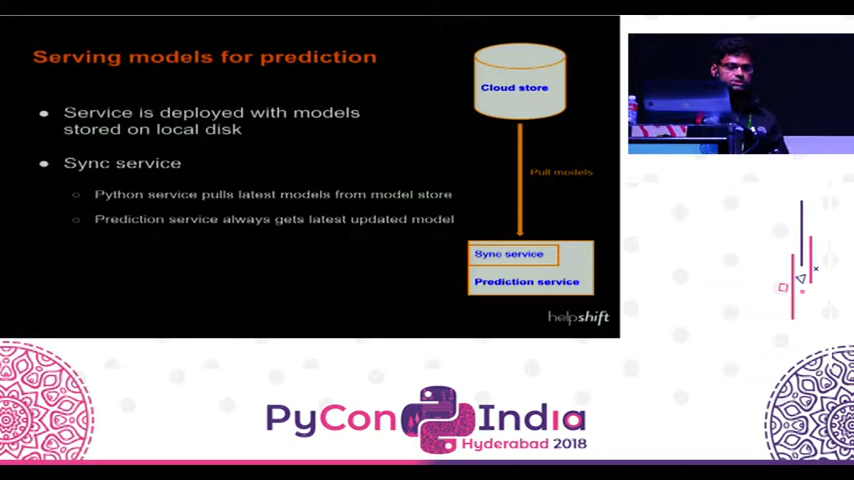 Serving models for prediction
Service is deployed with models
stored on local disk
Sync service
Python service pulls latest models from model store
Prediction service always gets latest updated model
Cloud store
Pull models
Sync service
Prediction service
helpshift
PyCon India
Hyderabad 2018